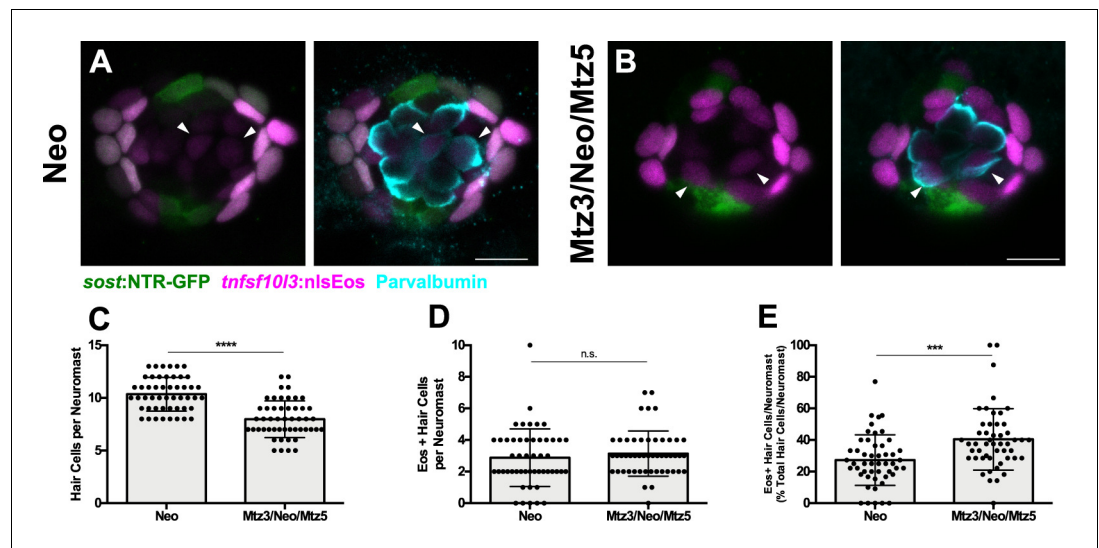 A
B
Neo
Mtz3/Neo/Mtz5
sost:NTR-GFP tnfsf10l3:nlsEos Parvalbumin
C
Hair Cells per Neuromast
15
10
5
0
****
Neo
Mtz3/Neo/Mtz5
D
Eos + Hair Cells
per Neuromast
10
8
6
4
2
0
n.s.
Neo
Mtz3/Neo/Mtz5
E
Eos+ Hair Cells/Neuromast
(% Total Hair Cells/Neuromast)
100
80
60
40
20
0
***
Neo
Mtz3/Neo/Mtz5